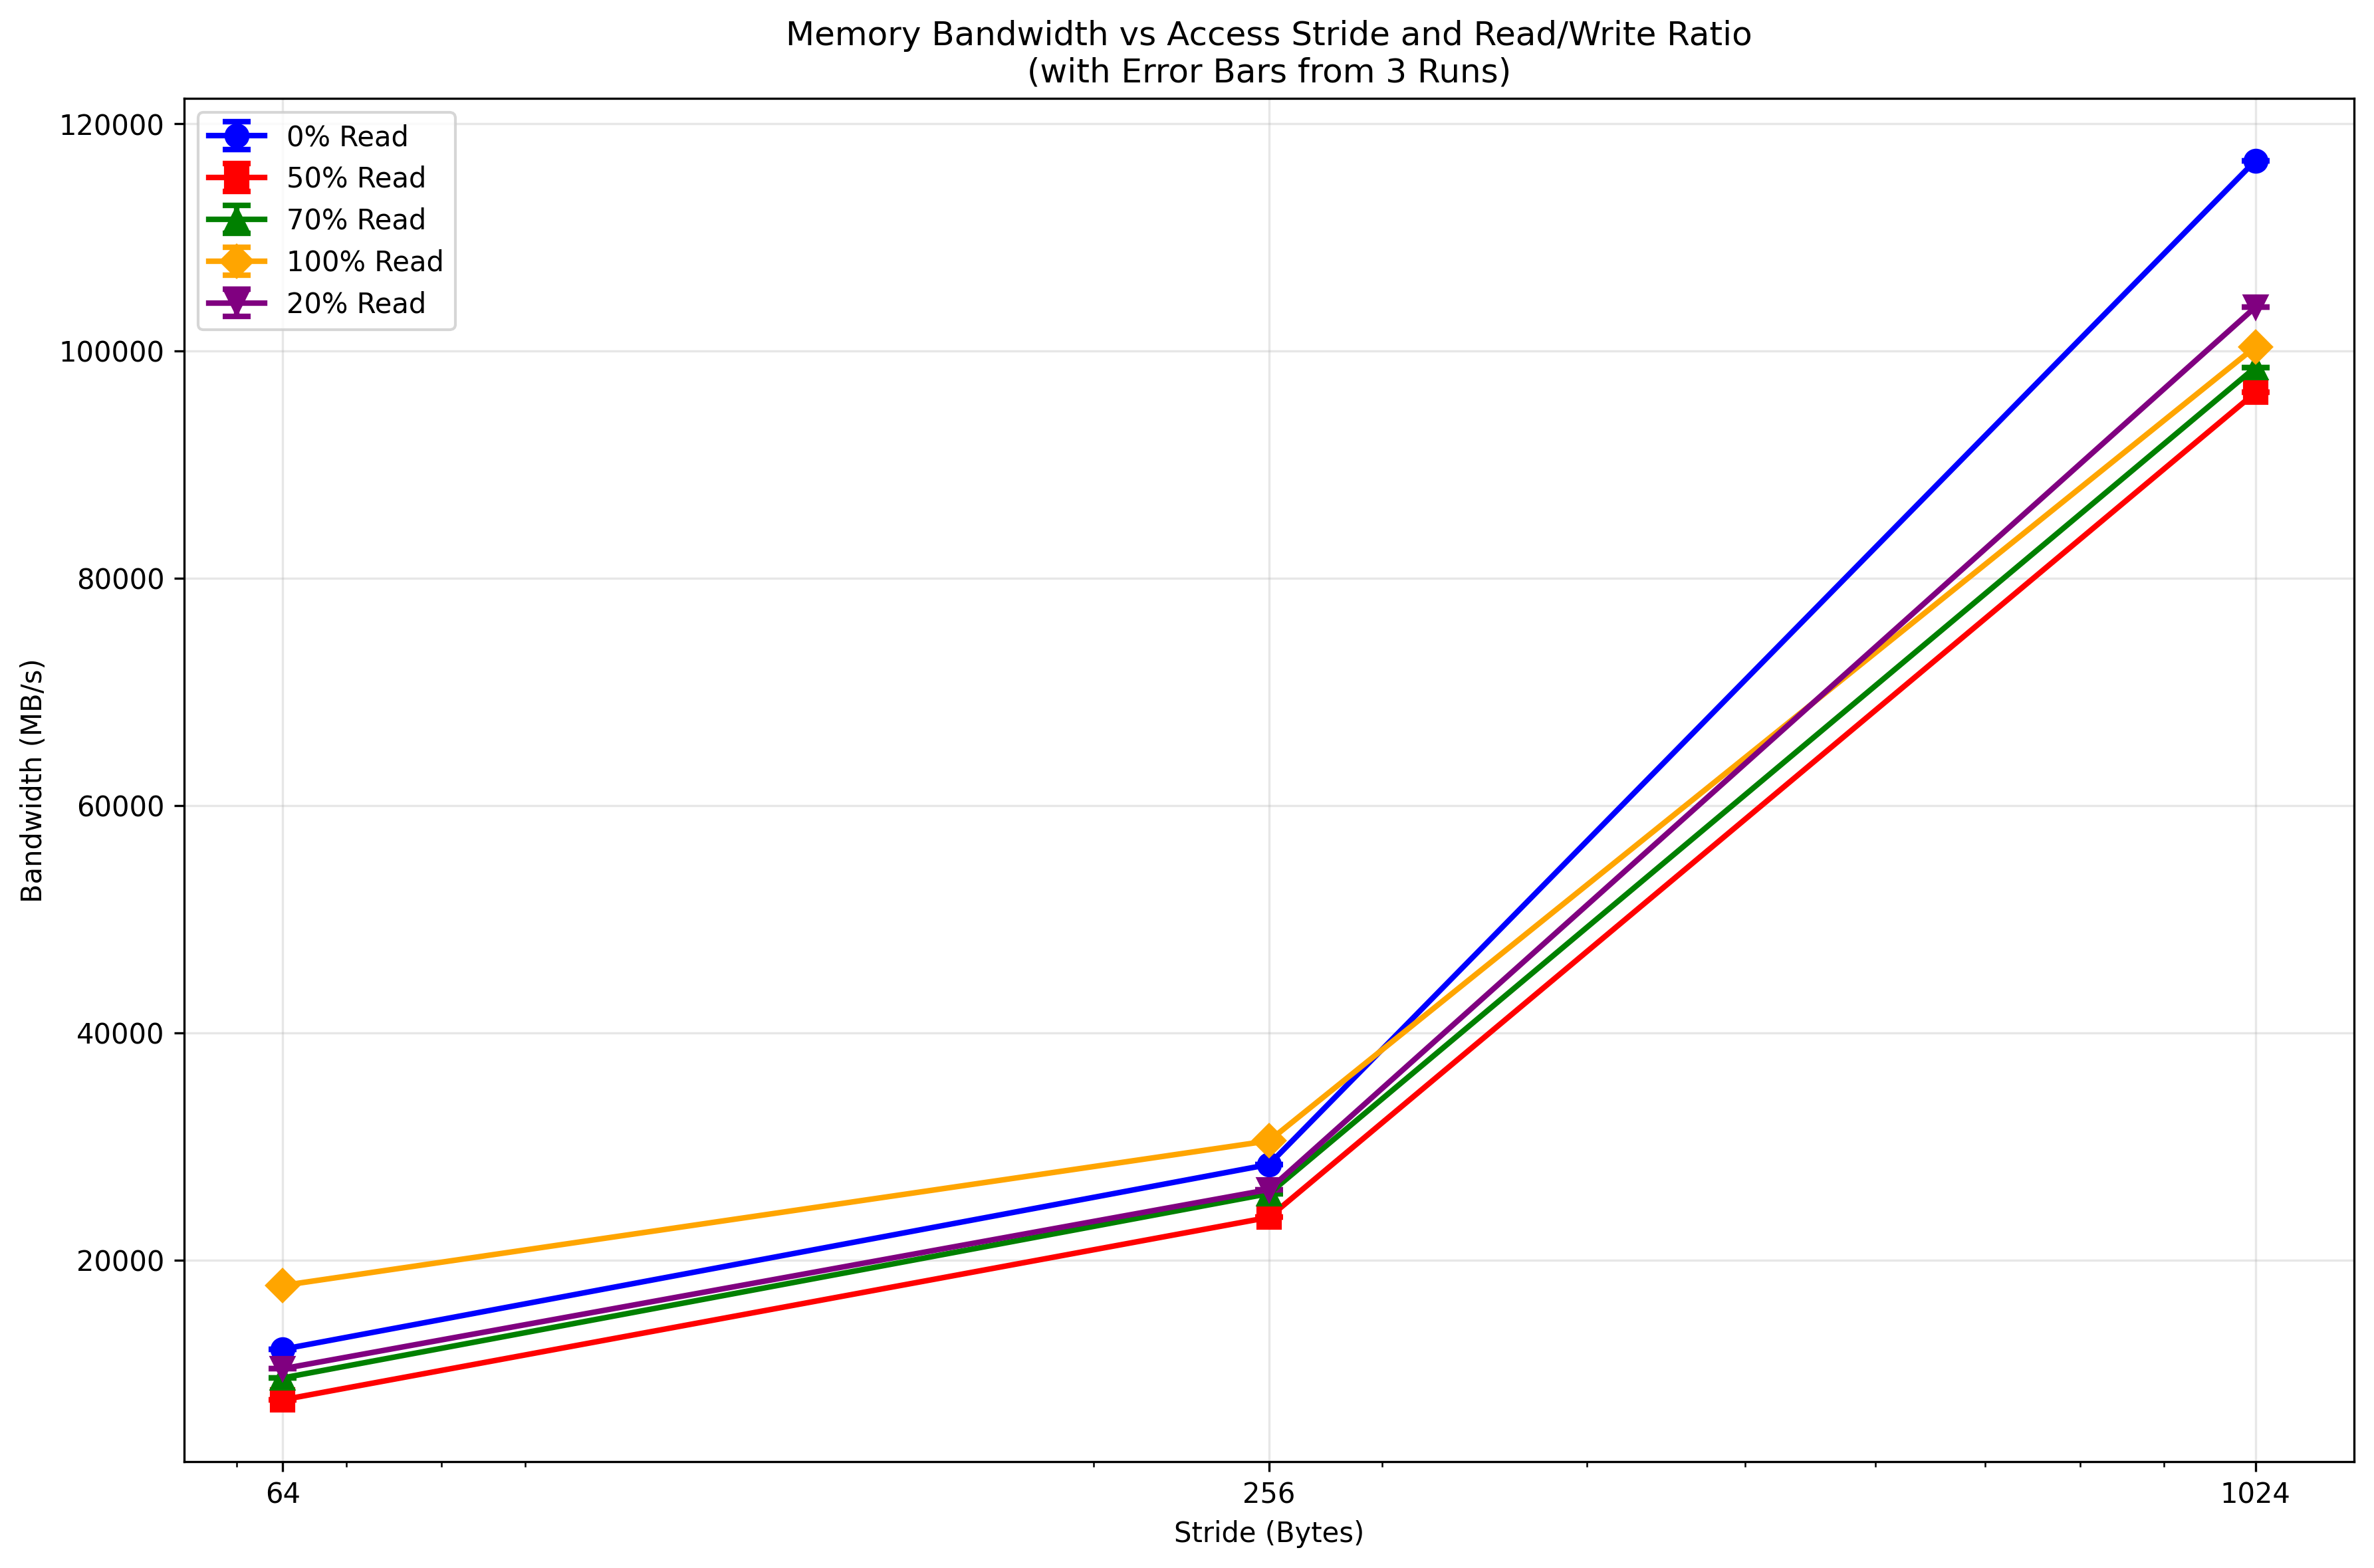 Memory Bandwidth vs Access Stride and Read/Write Ratio
(with Error Bars from 3 Runs)
0% Read
50% Read
70% Read
100% Read
20% Read
120000
100000
80000
60000
40000
20000
Bandwidth (MB/s)
64
256
1024
Stride (Bytes)